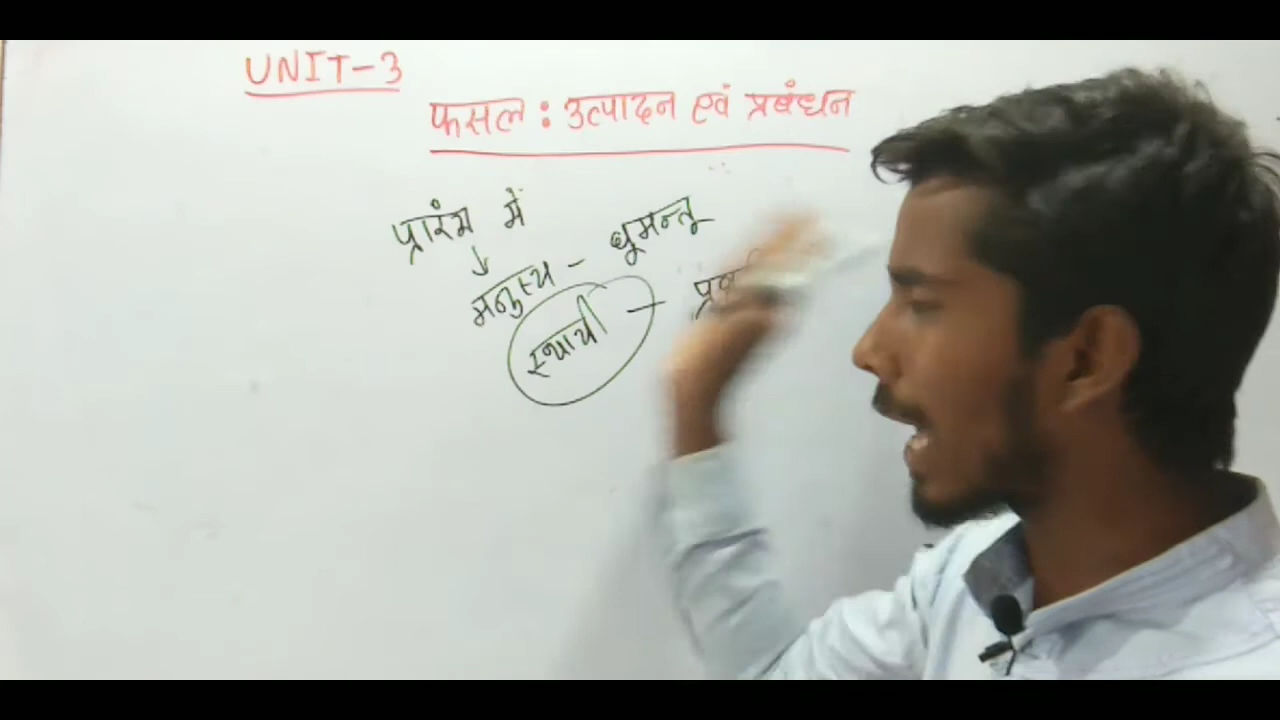 UNIT-3
फसल : उत्पादन एवं प्रबंधन
प्रारंभ में
↓
मनुस्य - घूमन्तू
स्थायी -